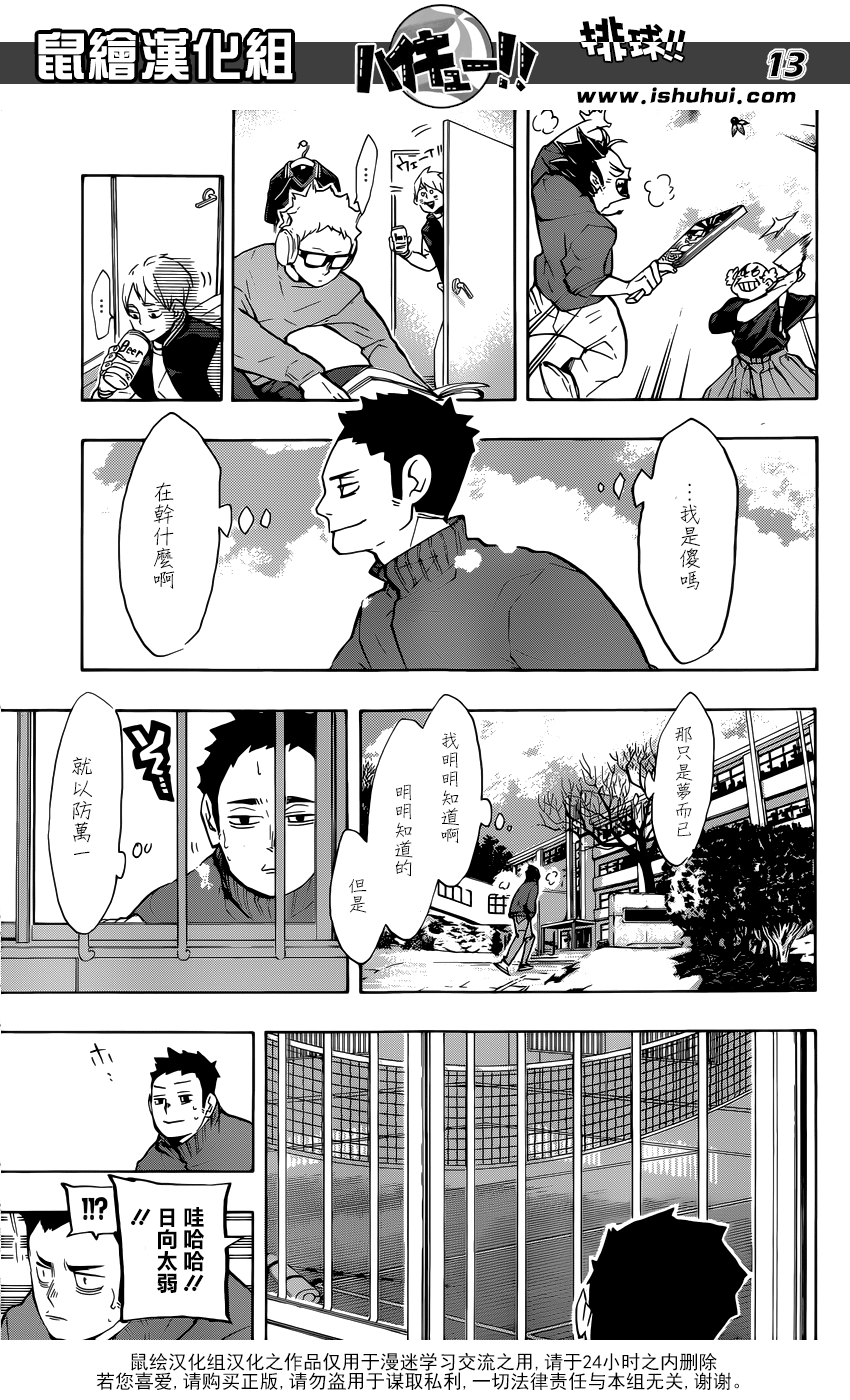 鼠繪漢化組
ハイキュー!!
排球!!
13
www.ishuhui.com
ウェーイ!!
…
…
Beer
Beer
…我是傻嗎
在幹什麼啊
那只是夢而已
我明明知道啊
明明知道的
但是
就以防萬一
ホ…
哇哈哈!!
日向太弱
!!
!!?
鼠绘汉化组汉化之作品仅用于漫迷学习交流之用, 请于24小时之内删除
若您喜爱, 请购买正版, 请勿盗用于谋取私利, 一切法律责任与本组无关, 谢谢。